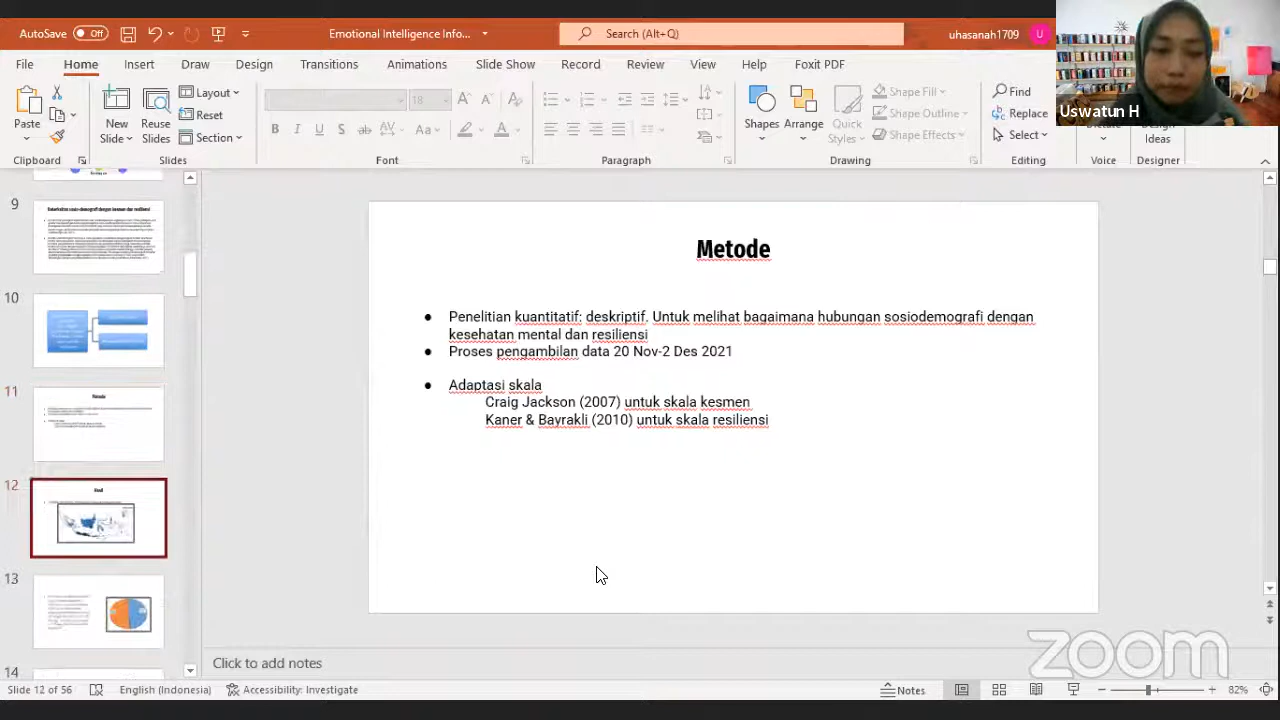 AutoSave Off
Emotional Intelligence Info...
Search (Alt+Q)
uhasanah1709 U
File Home Insert Draw Design Transitions Animations Slide Show Record Review View Help Foxit PDF
Uswatun H
Paste
Clipboard
New Slide
Reuse Slides
Layout
Reset
Section
Slides
18
Font
Paragraph
Shapes
Arrange
Quick Styles
Shape Fill
Shape Outline
Shape Effects
Drawing
Find
Replace
Select
Editing
Voice
Design Ideas
Designer
9
10
11
12
13
14
Metode
● Penelitian kuantitatif: deskriptif. Untuk melihat bagaimana hubungan sosiodemografi dengan
kesehatan mental dan resiliensi
● Proses pengambilan data 20 Nov-2 Des 2021
● Adaptasi skala
Craig Jackson (2007) untuk skala kesmen
Kaner & Bayrakli (2010) untuk skala resiliensi
zoom
Click to add notes
Slide 12 of 56 English (Indonesia) Accessibility: Investigate Notes 82%